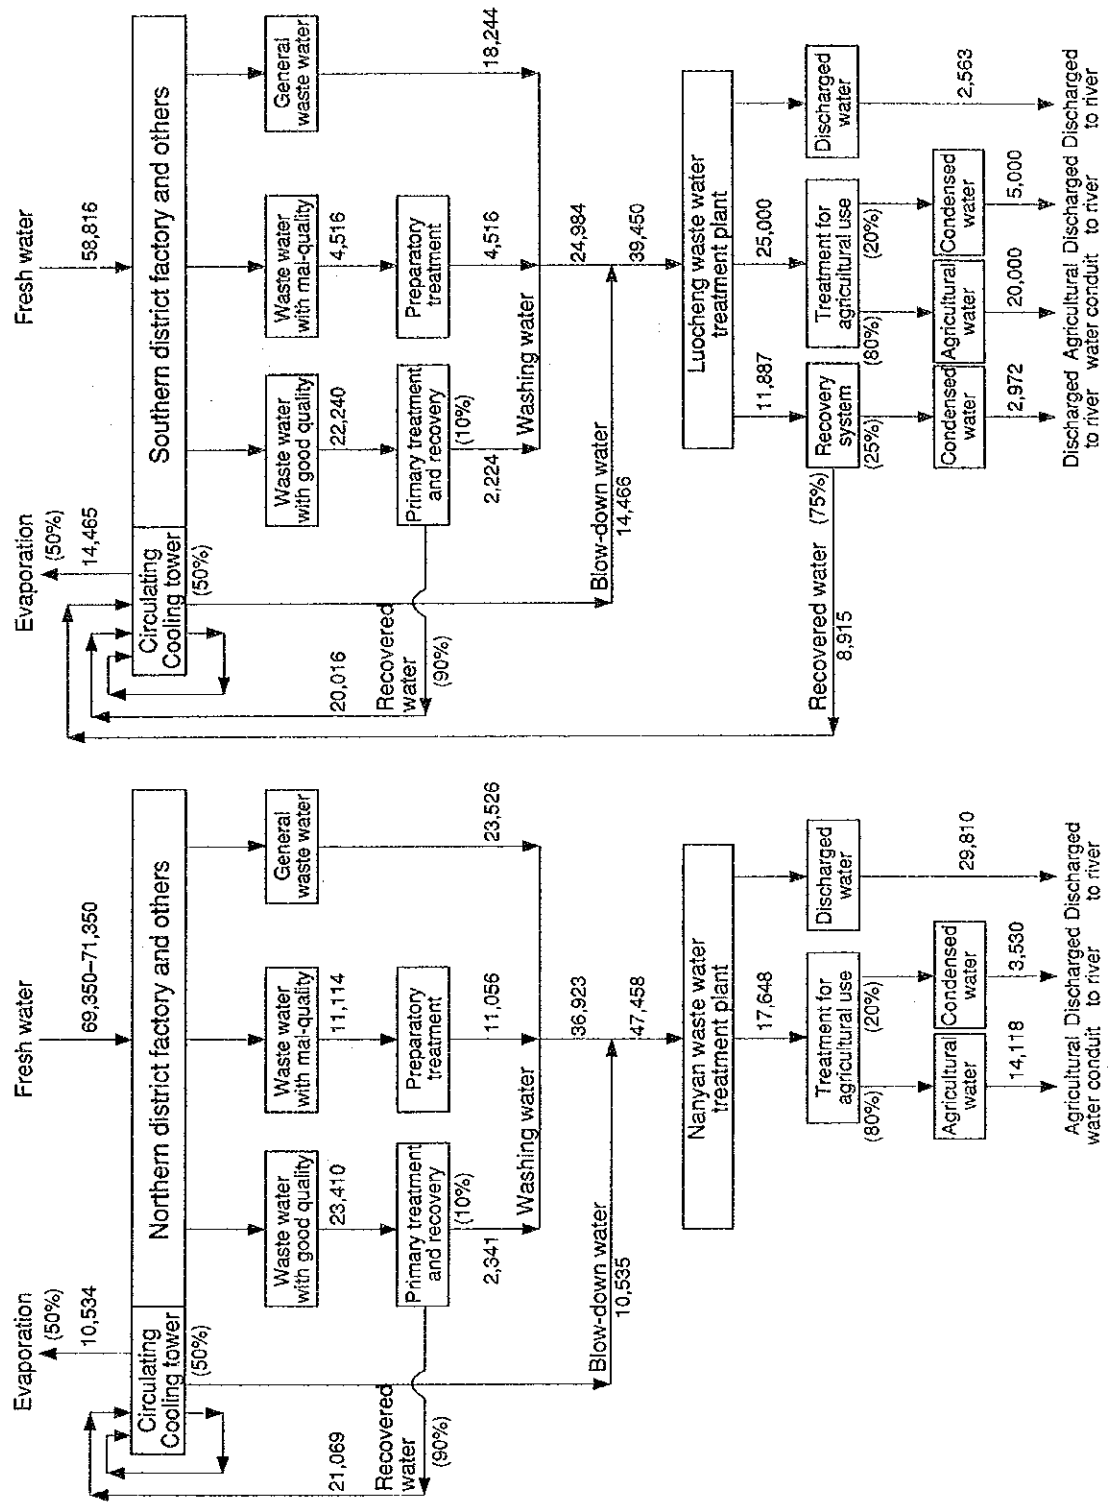 Fresh water
69,350–71,350
Evaporation
(50%)
10,534
Circulating
Cooling tower
(50%)
Northern district factory and others
Waste water
with good quality
23,410
Waste water
with mal-quality
11,114
General
waste water
23,526
Primary treatment
and recovery
(10%)
2,341
Preparatory
treatment
11,056
21,069
Recovered
water
(90%)
Washing water
36,923
Blow-down water
10,535
47,458
Nanyan waste water
treatment plant
17,648
Treatment for
agricultural use
(80%)
(20%)
Discharged
water
29,810
Agricultural
water
14,118
Condensed
water
3,530
Agricultural
water conduit
Discharged
to river
Discharged
to river
Fresh water
58,816
Evaporation
(50%)
14,465
Circulating
Cooling tower
(50%)
Southern district factory and others
Waste water
with good quality
22,240
Waste water
with mal-quality
4,516
General
waste water
18,244
Primary treatment
and recovery
(10%)
2,224
Preparatory
treatment
4,516
20,016
Recovered
water
(90%)
Washing water
24,984
Blow-down water
14,466
39,450
Luocheng waste water
treatment plant
11,887
25,000
Recovery
system
(25%)
Recovered water (75%)
8,915
Treatment for
agricultural use
(80%)
(20%)
Discharged
water
2,563
Condensed
water
2,972
Agricultural
water
20,000
Condensed
water
5,000
Discharged
to river
Agricultural
water conduit
Discharged
to river
Discharged
to river